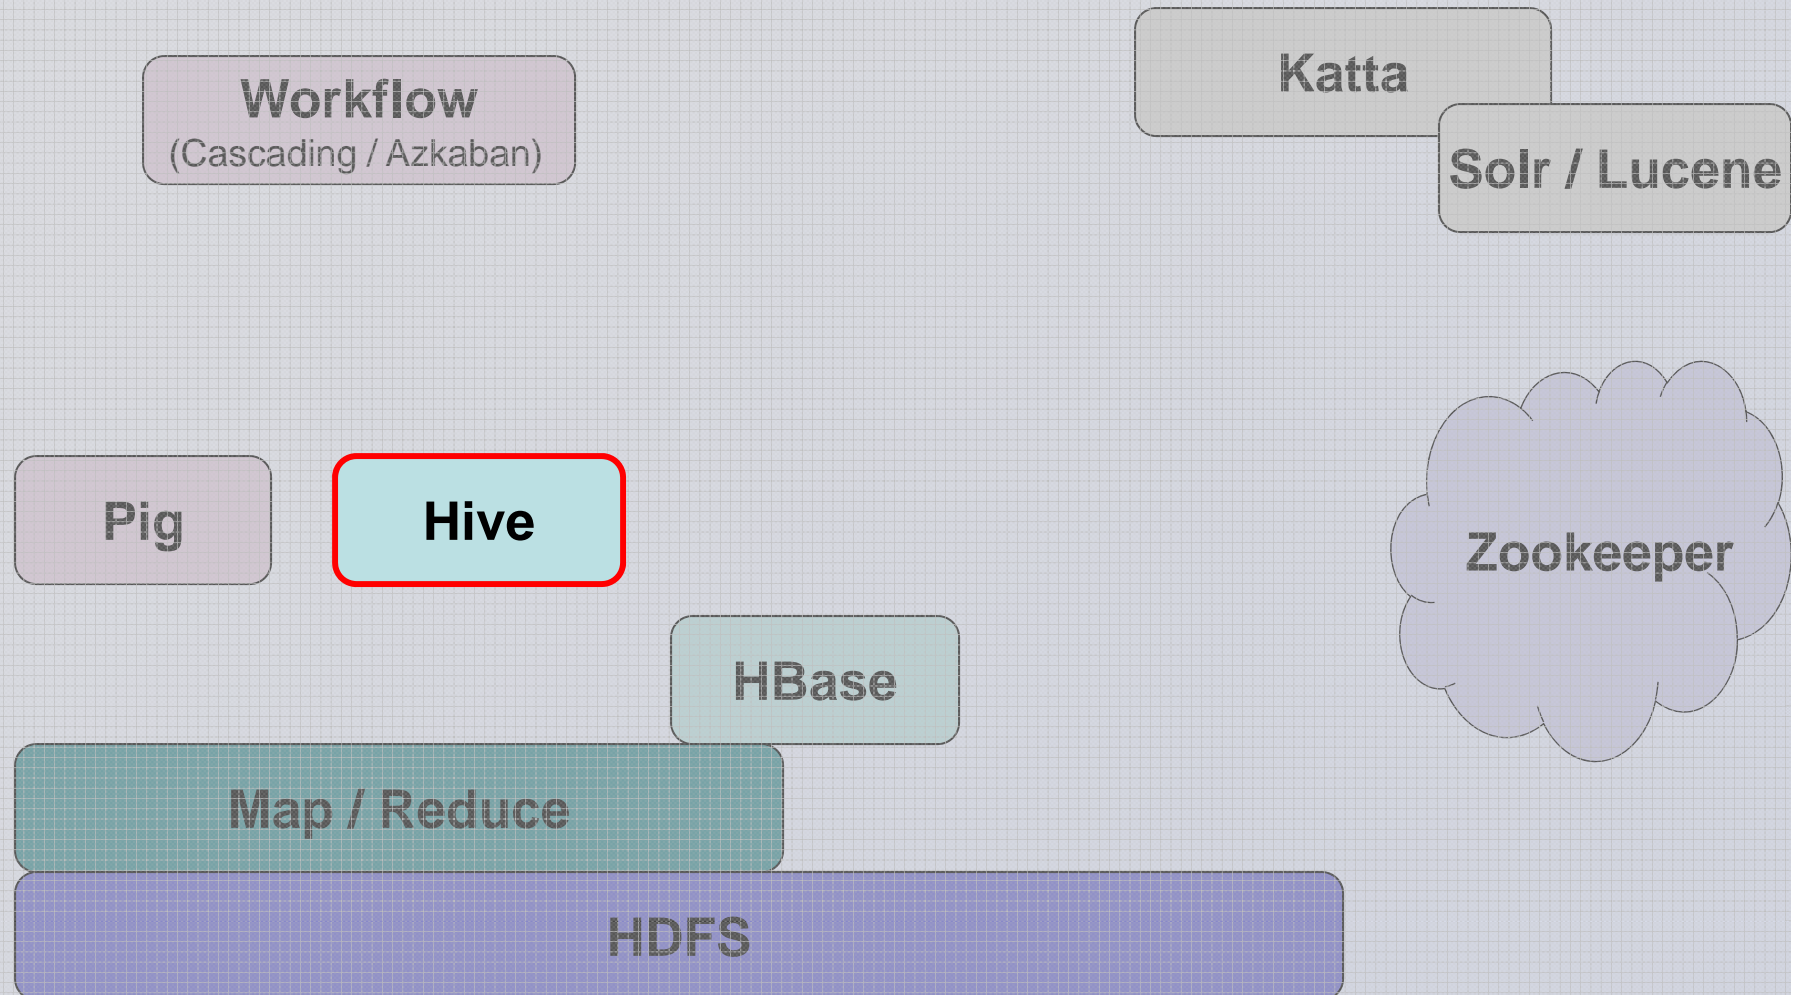 Katta
Workflow
(Cascading / Azkaban)
Solr / Lucene
Pig
Hive
Zookeeper
HBase
Map / Reduce
HDFS